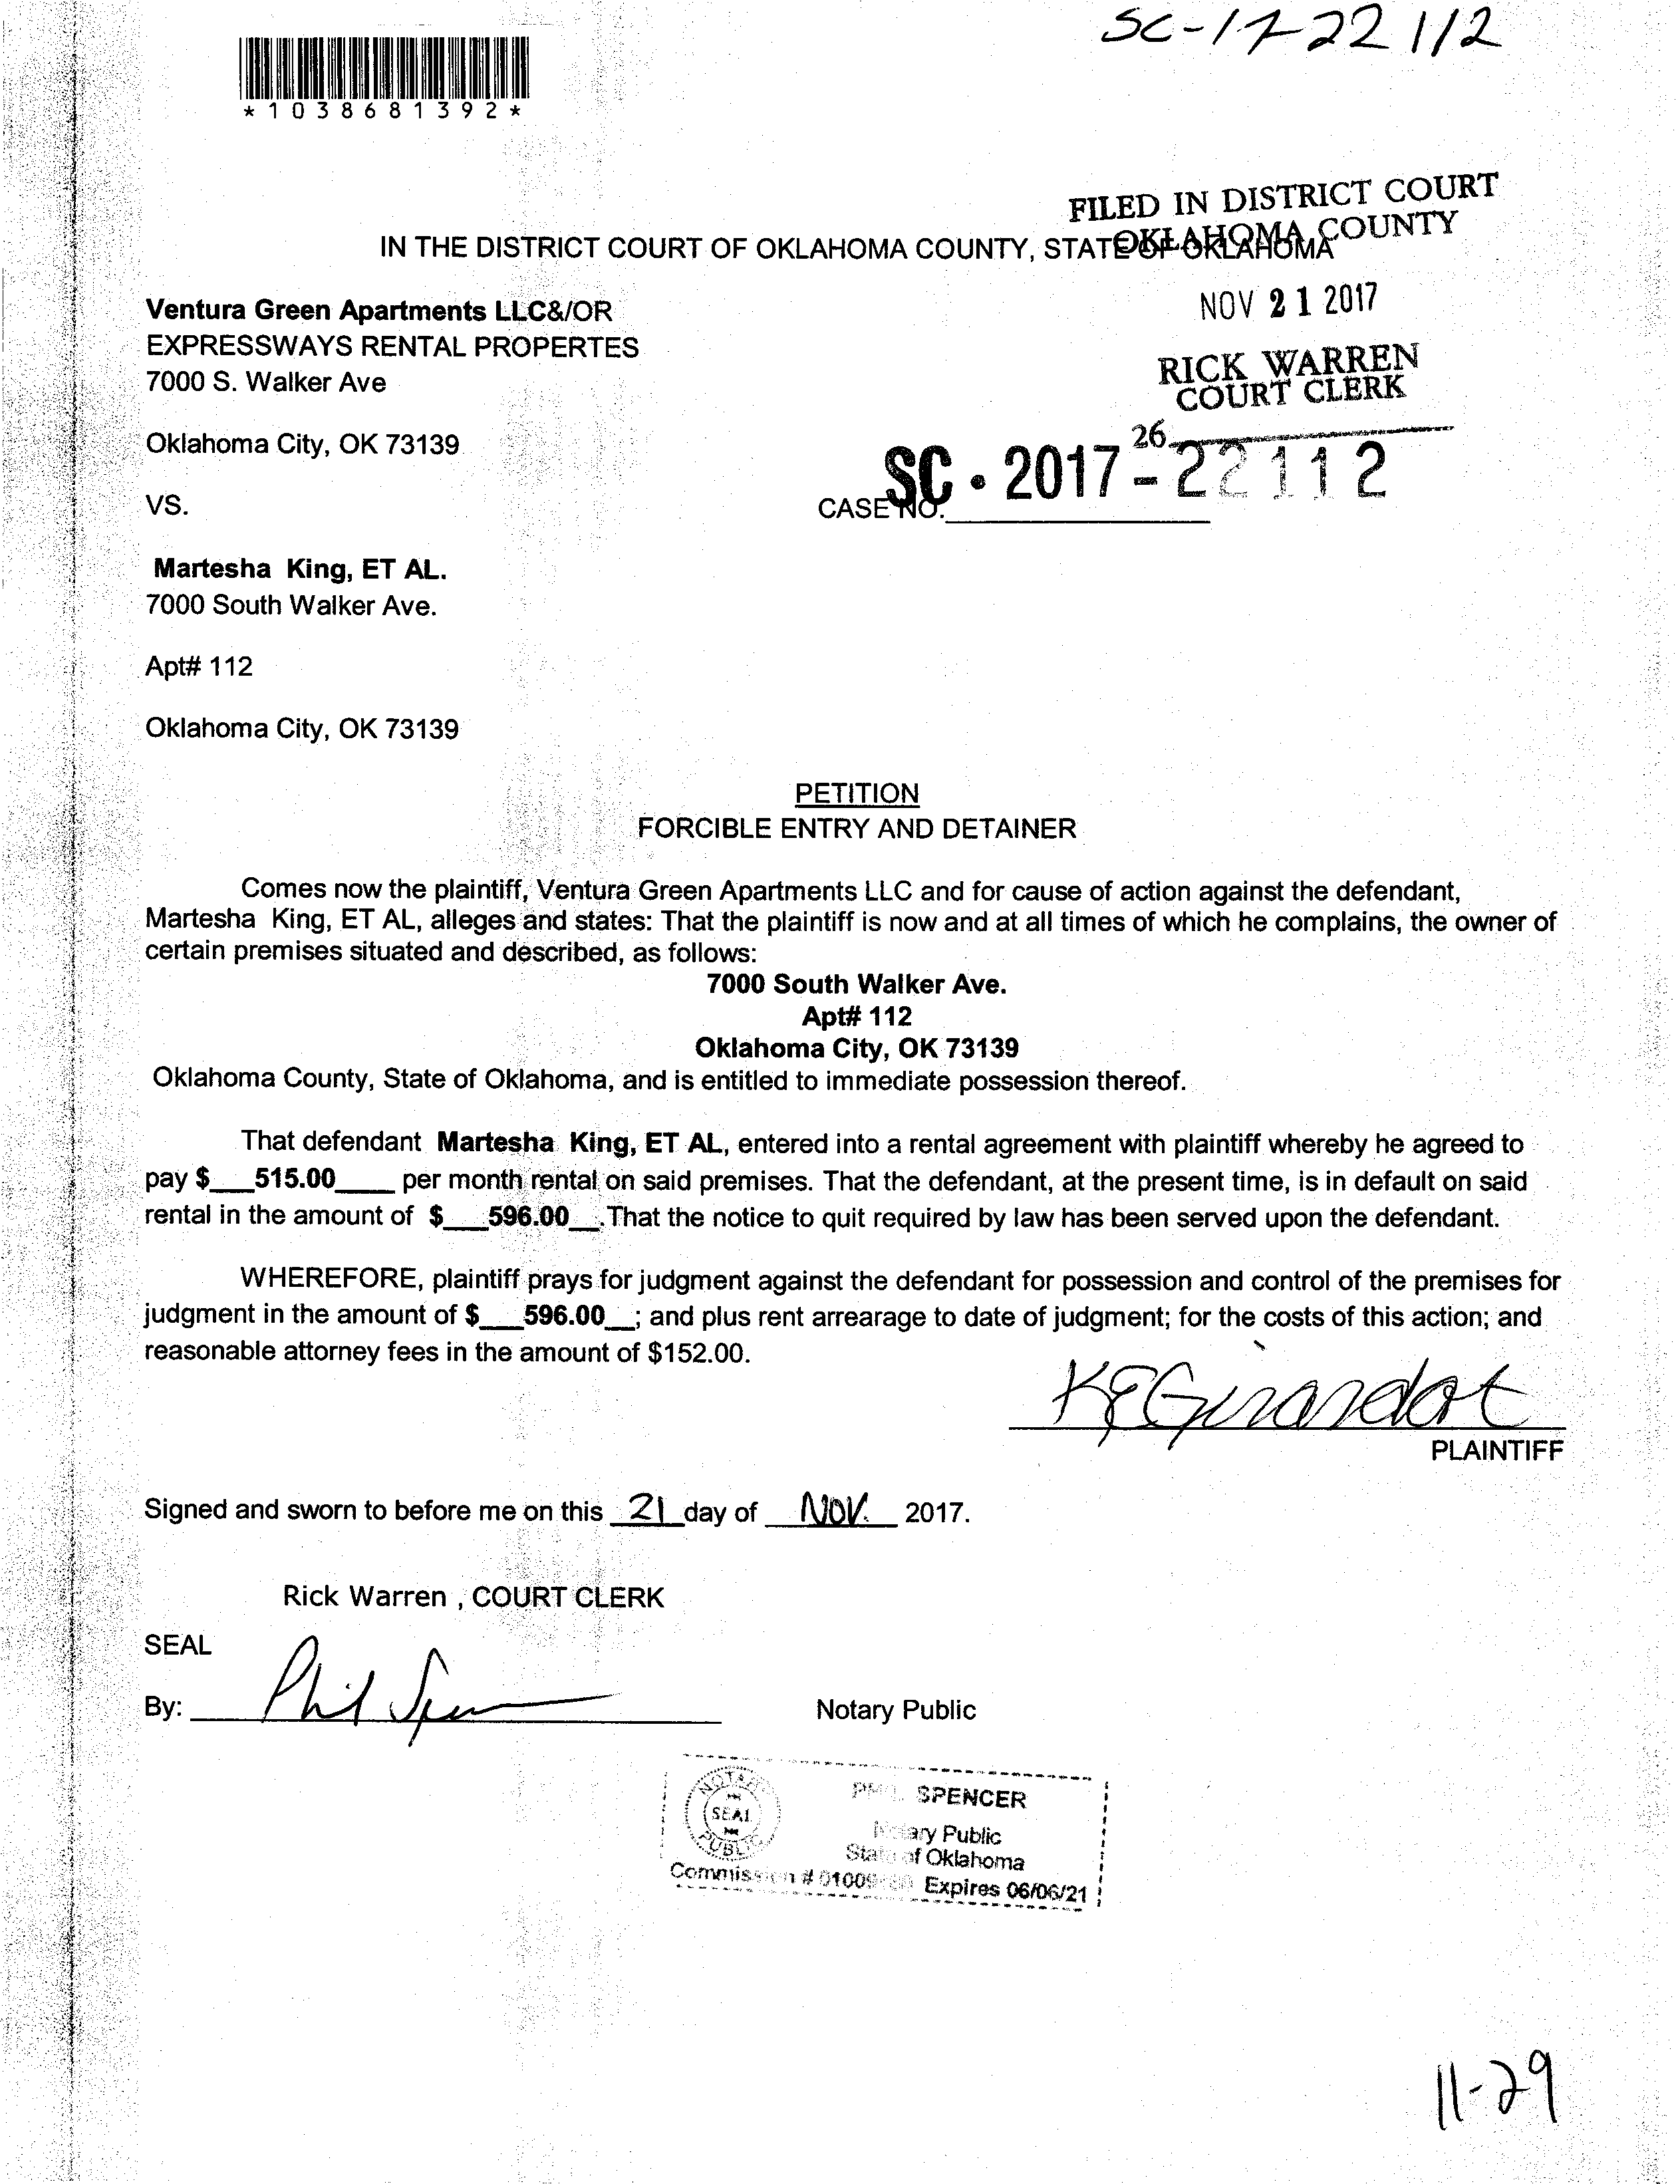 SC-17-22112
*1038681392*
FILED IN DISTRICT COURT
OKLAHOMA COUNTY
IN THE DISTRICT COURT OF OKLAHOMA COUNTY, STATE OF OKLAHOMA
NOV 21 2017
Ventura Green Apartments LLC&/OR
EXPRESSWAYS RENTAL PROPERTES
RICK WARREN
COURT CLERK
7000 S. Walker Ave
26
Oklahoma City, OK 73139
SC • 2017 - 22112
CASE NO.
VS.
Martesha King, ET AL.
7000 South Walker Ave.
Apt# 112
Oklahoma City, OK 73139
PETITION
FORCIBLE ENTRY AND DETAINER
Comes now the plaintiff, Ventura Green Apartments LLC and for cause of action against the defendant,
Martesha King, ET AL, alleges and states: That the plaintiff is now and at all times of which he complains, the owner of
certain premises situated and described, as follows:
7000 South Walker Ave.
Apt# 112
Oklahoma City, OK 73139
Oklahoma County, State of Oklahoma, and is entitled to immediate possession thereof.
That defendant Martesha King, ET AL, entered into a rental agreement with plaintiff whereby he agreed to
pay $___515.00____ per month rental on said premises. That the defendant, at the present time, is in default on said
rental in the amount of $___596.00__.That the notice to quit required by law has been served upon the defendant.
WHEREFORE, plaintiff prays for judgment against the defendant for possession and control of the premises for
judgment in the amount of $___596.00__; and plus rent arrearage to date of judgment; for the costs of this action; and
reasonable attorney fees in the amount of $152.00.
KEGirardot
PLAINTIFF
Signed and sworn to before me on this 21 day of NOV. 2017.
Rick Warren , COURT CLERK
SEAL
By: Phil Spencer
Notary Public
NOTARY PUBLIC
SEAL
SPENCER
Notary Public
State of Oklahoma
Commission # Expires 06/06/21
11-29